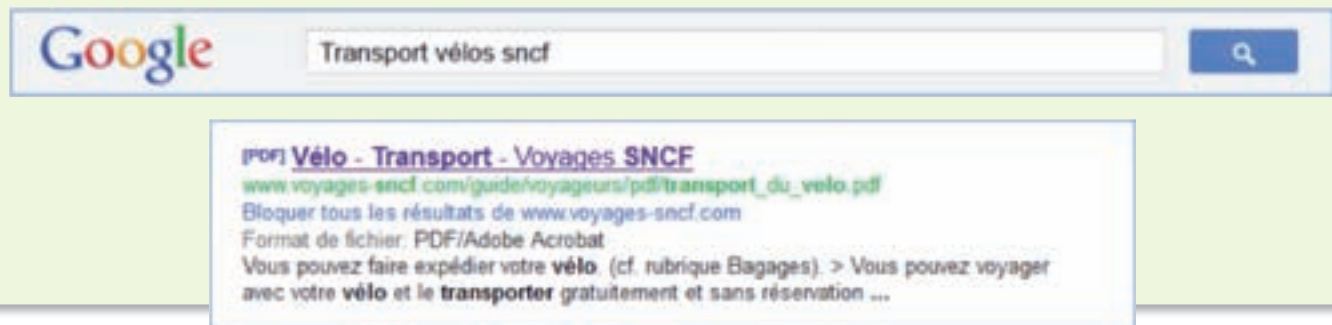 Google
Transport vélos sncf
[PDF] Vélo - Transport - Voyages SNCF
www.voyages-sncf.com/guide/voyageurs/pdf/transport_du_velo.pdf
Bloquer tous les résultats de www.voyages-sncf.com
Format de fichier: PDF/Adobe Acrobat
Vous pouvez faire expédier votre vélo. (cf. rubrique Bagages). > Vous pouvez voyager
avec votre vélo et le transporter gratuitement et sans réservation ...